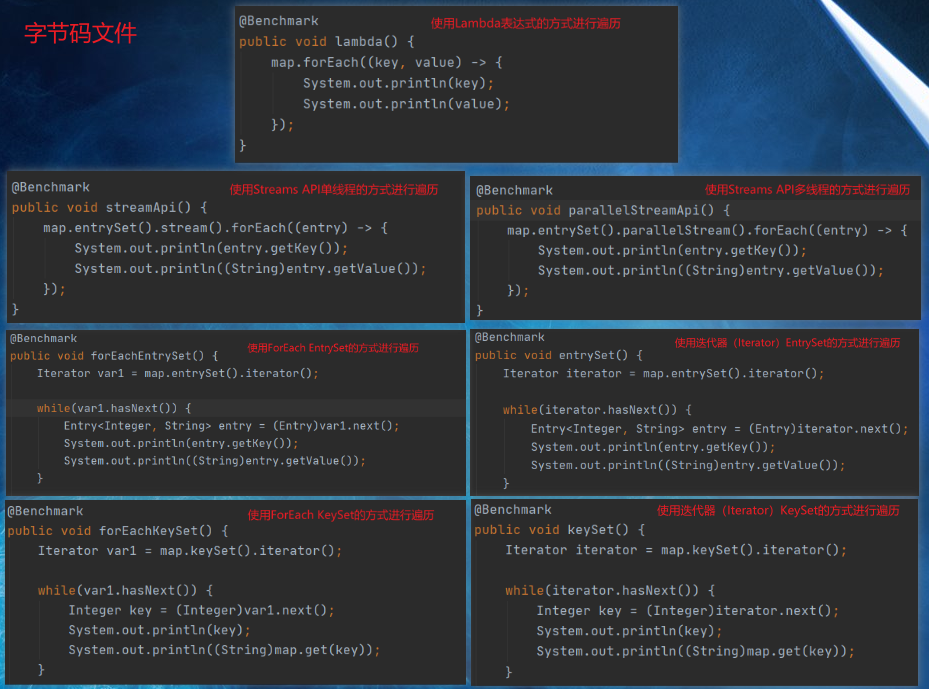 字节码文件
@Benchmark
使用Lambda表达式的方式进行遍历
public void lambda() {
map.forEach((key, value) -> {
System.out.println(key);
System.out.println(value);
});
}
@Benchmark
使用Streams API单线程的方式进行遍历
public void streamApi() {
map.entrySet().stream().forEach((entry) -> {
System.out.println(entry.getKey());
System.out.println((String)entry.getValue());
});
}
@Benchmark
使用Streams API多线程的方式进行遍历
public void parallelStreamApi() {
map.entrySet().parallelStream().forEach((entry) -> {
System.out.println(entry.getKey());
System.out.println((String)entry.getValue());
});
}
@Benchmark
使用ForEach EntrySet的方式进行遍历
public void forEachEntrySet() {
Iterator var1 = map.entrySet().iterator();
while(var1.hasNext()) {
Entry<Integer, String> entry = (Entry)var1.next();
System.out.println(entry.getKey());
System.out.println((String)entry.getValue());
}
@Benchmark
使用迭代器（Iterator）EntrySet的方式进行遍历
public void entrySet() {
Iterator iterator = map.entrySet().iterator();
while(iterator.hasNext()) {
Entry<Integer, String> entry = (Entry)iterator.next();
System.out.println(entry.getKey());
System.out.println((String)entry.getValue());
}
@Benchmark
使用ForEach KeySet的方式进行遍历
public void forEachKeySet() {
Iterator var1 = map.keySet().iterator();
while(var1.hasNext()) {
Integer key = (Integer)var1.next();
System.out.println(key);
System.out.println((String)map.get(key));
}
@Benchmark
使用迭代器（Iterator）KeySet的方式进行遍历
public void keySet() {
Iterator iterator = map.keySet().iterator();
while(iterator.hasNext()) {
Integer key = (Integer)iterator.next();
System.out.println(key);
System.out.println((String)map.get(key));
}